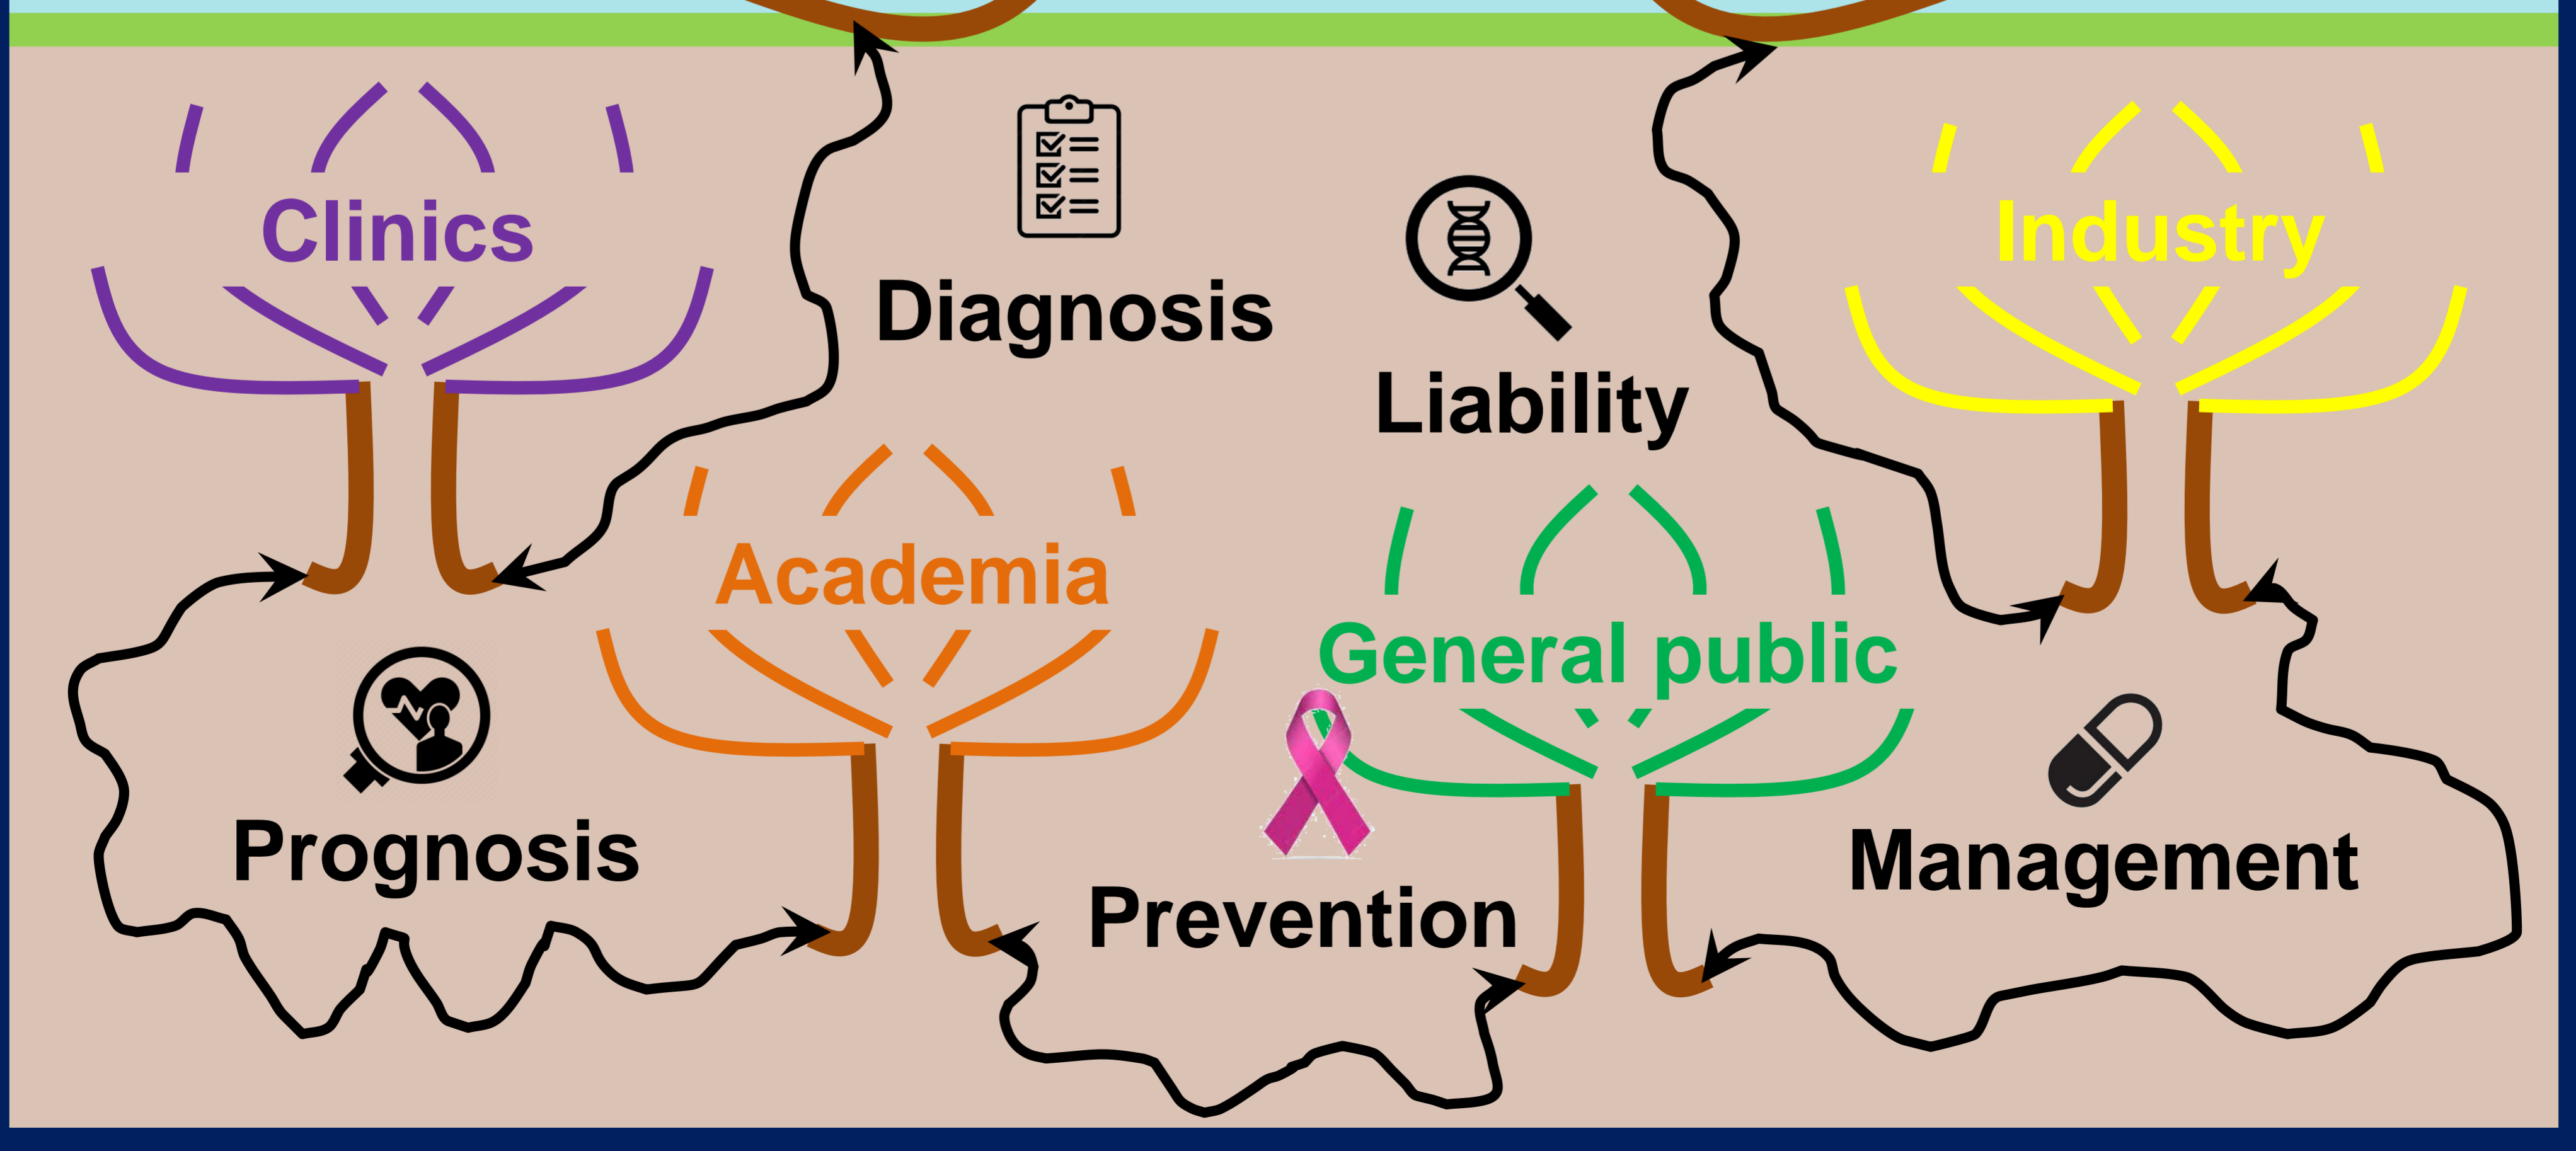 Clinics
Industry
Diagnosis
Liability
Academia
General public
Prognosis
Management
Prevention